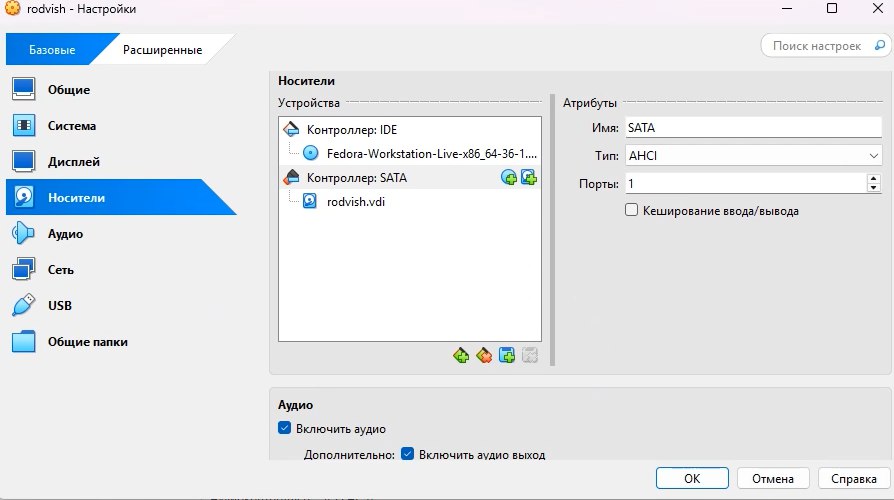 rodvish - Настройки
Базовые
Расширенные
Поиск настроек
Общие
Система
Дисплей
Носители
Аудио
Сеть
USB
Общие папки
Носители
Устройства
Контроллер: IDE
Fedora-Workstation-Live-x86_64-36-1....
Контроллер: SATA
rodvish.vdi
Атрибуты
Имя: SATA
Тип: AHCI
Порты: 1
Кеширование ввода/вывода
Аудио
Включить аудио
Дополнительно: Включить аудио выход
OK Отмена Справка